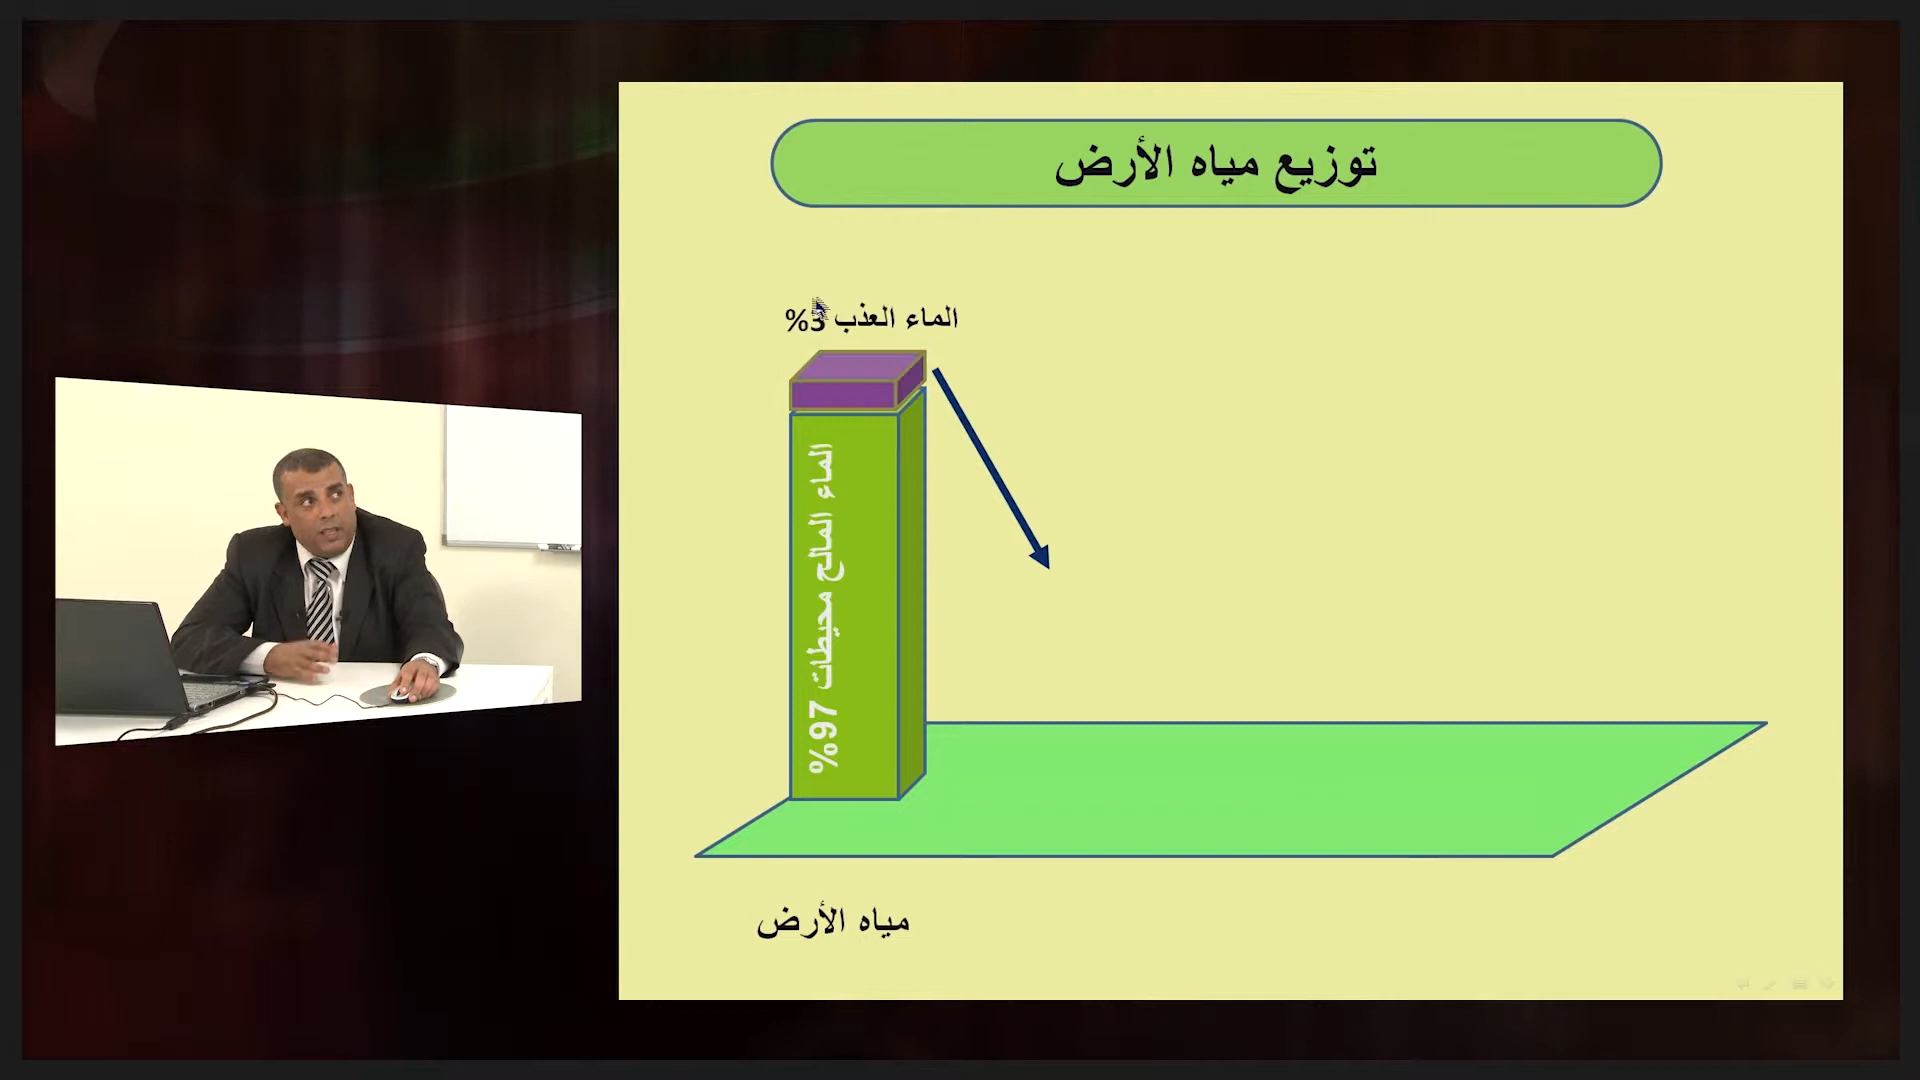 توزيع مياه الأرض
الماء العذب 3%
الماء المالح محيطات 97%
مياه الأرض